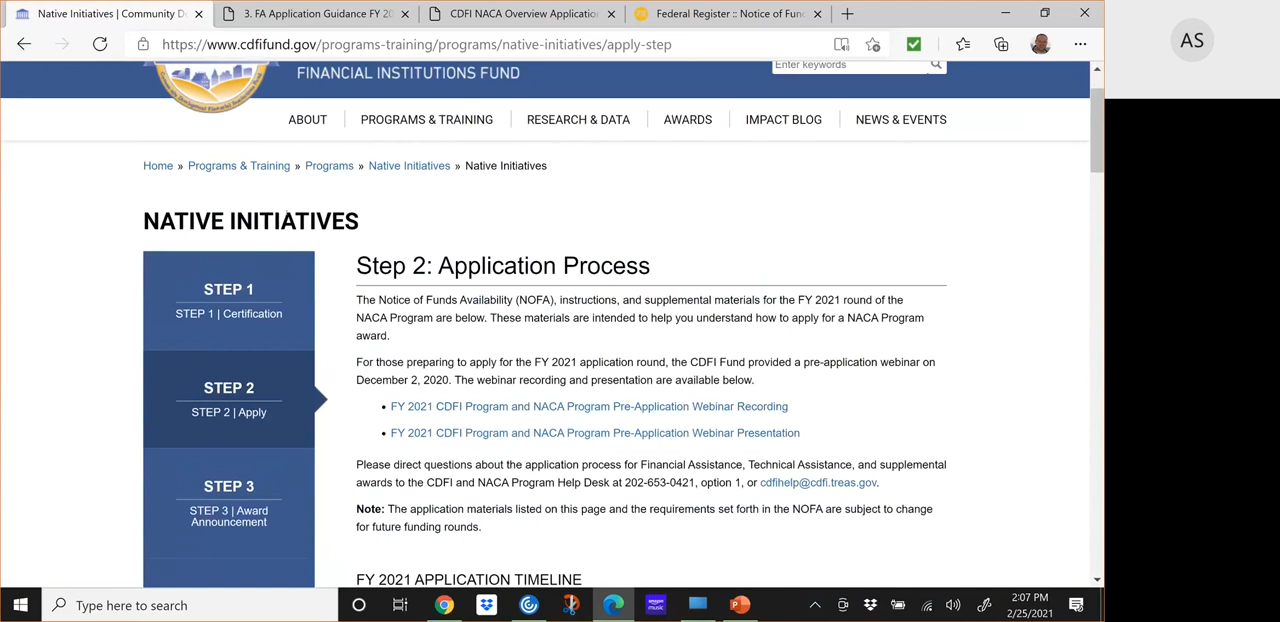 Native Initiatives | Community D
3. FA Application Guidance FY 20
CDFI NACA Overview Application
Federal Register :: Notice of Fun
https://www.cdfifund.gov/programs-training/programs/native-initiatives/apply-step
AS
FINANCIAL INSTITUTIONS FUND
Enter keywords
ABOUT
PROGRAMS & TRAINING
RESEARCH & DATA
AWARDS
IMPACT BLOG
NEWS & EVENTS
Home » Programs & Training » Programs » Native Initiatives » Native Initiatives
NATIVE INITIATIVES
STEP 1
STEP 1 | Certification
STEP 2
STEP 2 | Apply
STEP 3
STEP 3 | Award
Announcement
Step 2: Application Process
The Notice of Funds Availability (NOFA), instructions, and supplemental materials for the FY 2021 round of the
NACA Program are below. These materials are intended to help you understand how to apply for a NACA Program
award.
For those preparing to apply for the FY 2021 application round, the CDFI Fund provided a pre-application webinar on
December 2, 2020. The webinar recording and presentation are available below.
• FY 2021 CDFI Program and NACA Program Pre-Application Webinar Recording
• FY 2021 CDFI Program and NACA Program Pre-Application Webinar Presentation
Please direct questions about the application process for Financial Assistance, Technical Assistance, and supplemental
awards to the CDFI and NACA Program Help Desk at 202-653-0421, option 1, or cdfihelp@cdfi.treas.gov.
Note: The application materials listed on this page and the requirements set forth in the NOFA are subject to change
for future funding rounds.
FY 2021 APPLICATION TIMELINE
Type here to search
amazon
music
2:07 PM
2/25/2021